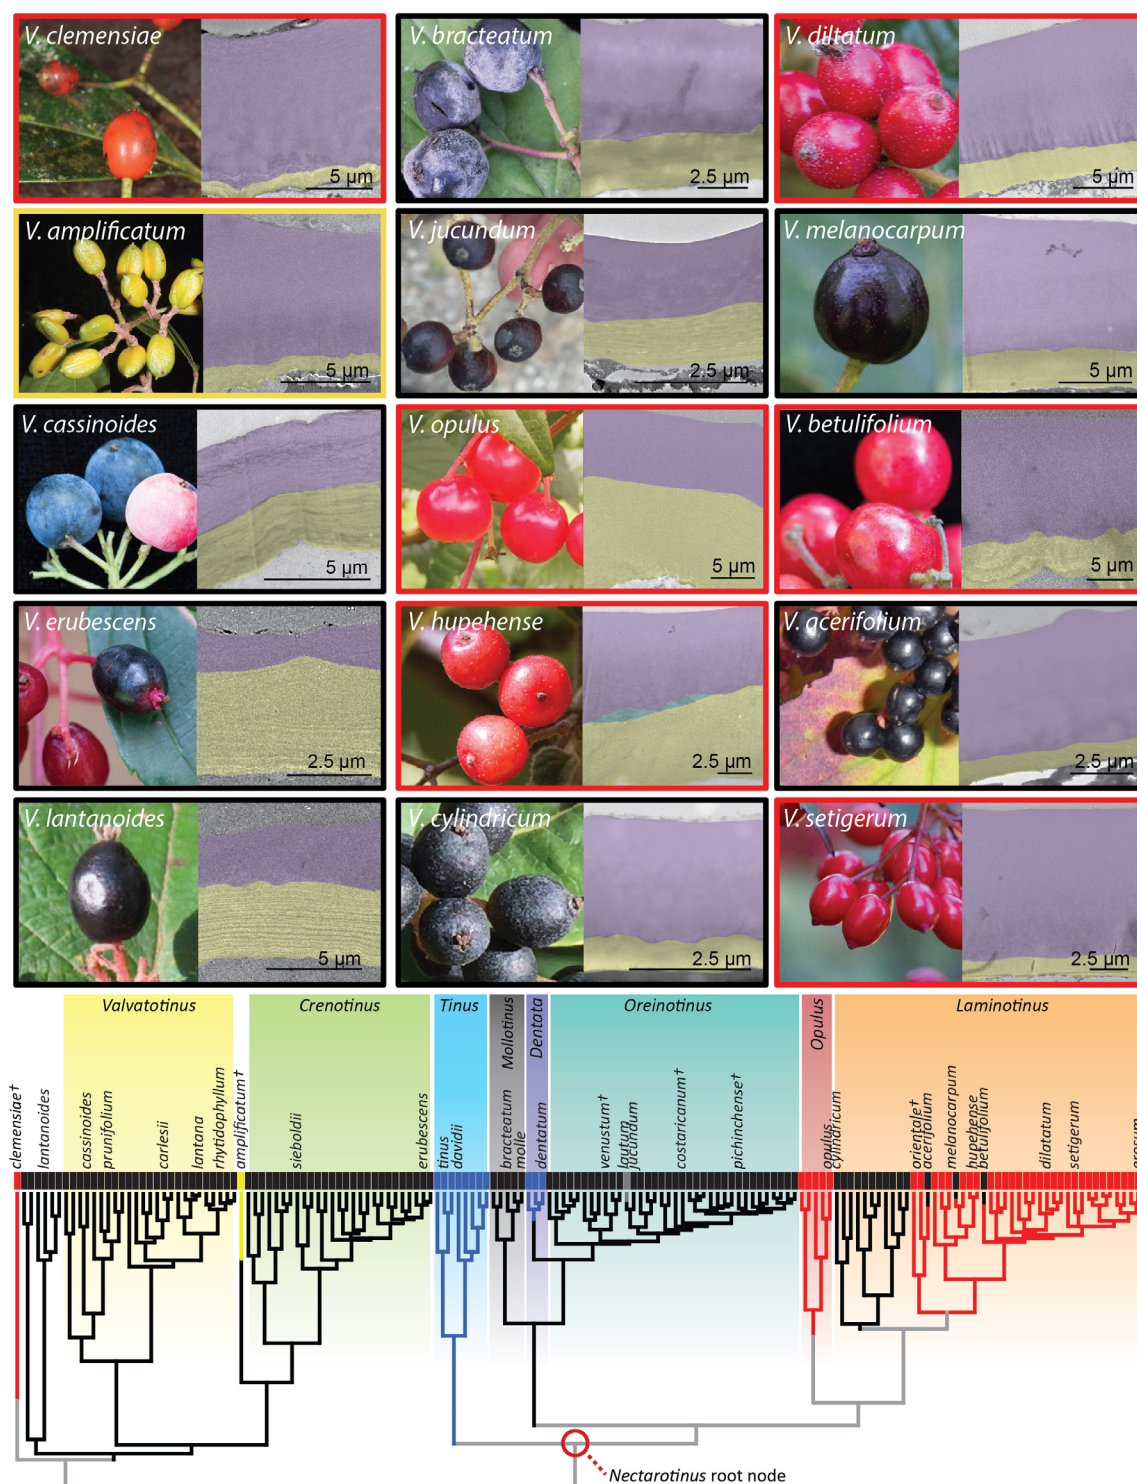 V. clemensiae
5 µm
V. bracteatum
2.5 µm
V. diltatum
5 µm
V. amplificatum
5 µm
V. jucundum
2.5 µm
V. melanocarpum
5 µm
V. cassinoides
5 µm
V. opulus
5 µm
V. betulifolium
5 µm
V. erubescens
2.5 µm
V. hupehense
2.5 µm
V. acerifolium
2.5 µm
V. lantanoides
5 µm
V. cylindricum
2.5 µm
V. setigerum
2.5 µm
Valvatotinus
Crenotinus
Tinus
Mollotinus
Dentata
Oreinotinus
Opulus
Laminotinus
clemensiae†
lantanoides
cassinoides
prunifolium
carlesii
lantana
rhytidophyllum
amplificatum†
sieboldii
erubescens
tinus
davidii
bracteatum
molle
dentatum
venustum†
lautum
jucundum
costaricanum†
pichinchense†
opulus
cylindricum
orientale†
acerifolium
melanocarpum
hupehense
betulifolium
dilatatum
setigerum
Nectarotinus root node